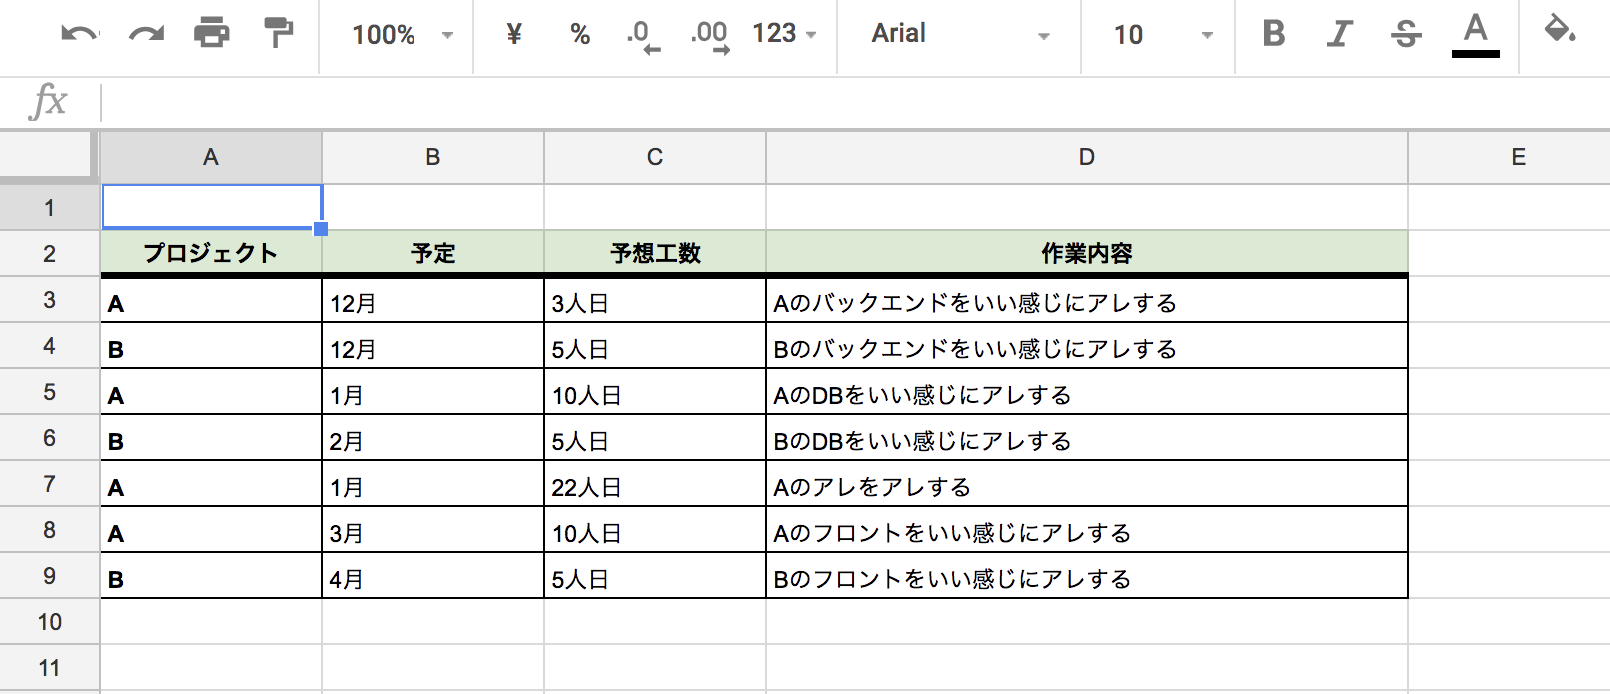 100% ¥ % .0 .00 123 Arial 10 B I S A
fx
A B C D E
1
2 プロジェクト 予定 予想工数 作業内容
3 A 12月 3人日 Aのバックエンドをいい感じにアレする
4 B 12月 5人日 Bのバックエンドをいい感じにアレする
5 A 1月 10人日 AのDBをいい感じにアレする
6 B 2月 5人日 BのDBをいい感じにアレする
7 A 1月 22人日 Aのアレをアレする
8 A 3月 10人日 Aのフロントをいい感じにアレする
9 B 4月 5人日 Bのフロントをいい感じにアレする
10
11